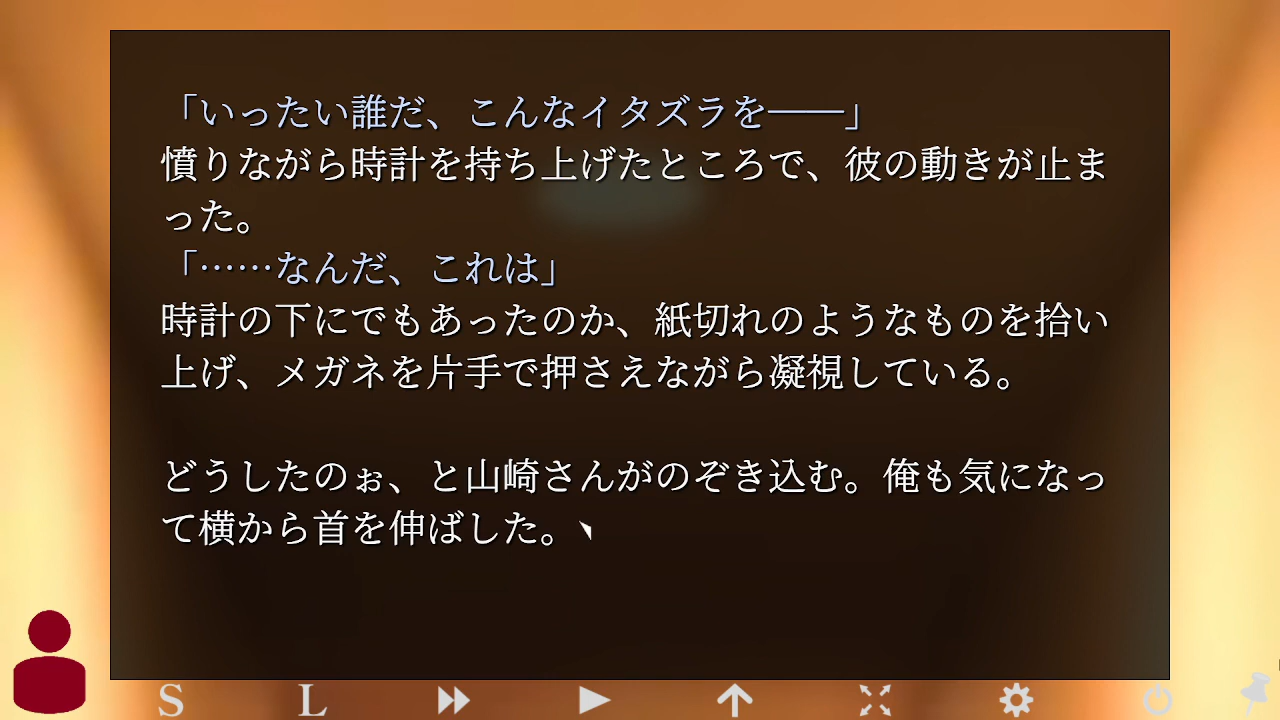 「いったい誰だ、こんなイタズラを――」
憤りながら時計を持ち上げたところで、彼の動きが止ま
った。
「……なんだ、これは」
時計の下にでもあったのか、紙切れのようなものを拾い
上げ、メガネを片手で押さえながら凝視している。
どうしたのぉ、と山崎さんがのぞき込む。俺も気になっ
て横から首を伸ばした。
S L